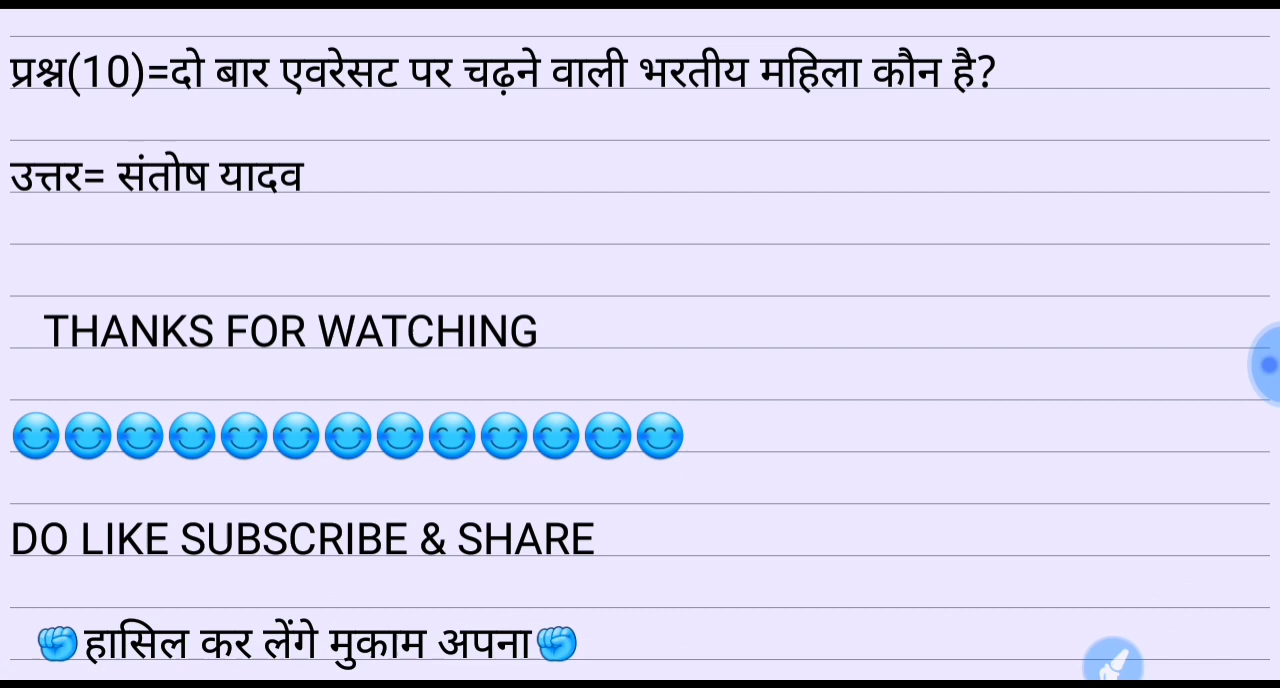 प्रश्न(10)=दो बार एवरेसट पर चढ़ने वाली भरतीय महिला कौन है?
उत्तर= संतोष यादव
THANKS FOR WATCHING
😊😊😊😊😊😊😊😊😊😊😊😊😊
DO LIKE SUBSCRIBE & SHARE
✊हासिल कर लेंगे मुकाम अपना✊